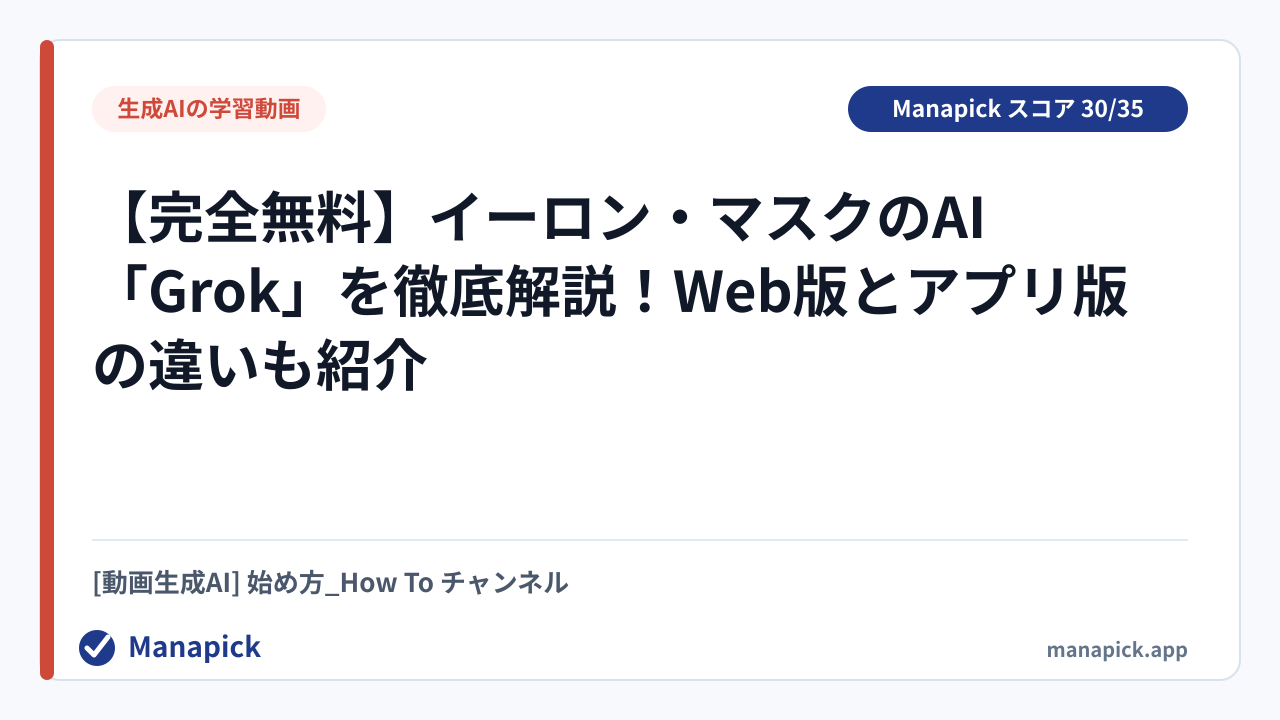 生成AIの学習動画
Manapick スコア 30/35
【完全無料】イーロン・マスクのAI
「Grok」を徹底解説！Web版とアプリ版
の違いも紹介
[動画生成AI] 始め方_How To チャンネル
Manapick
manapick.app